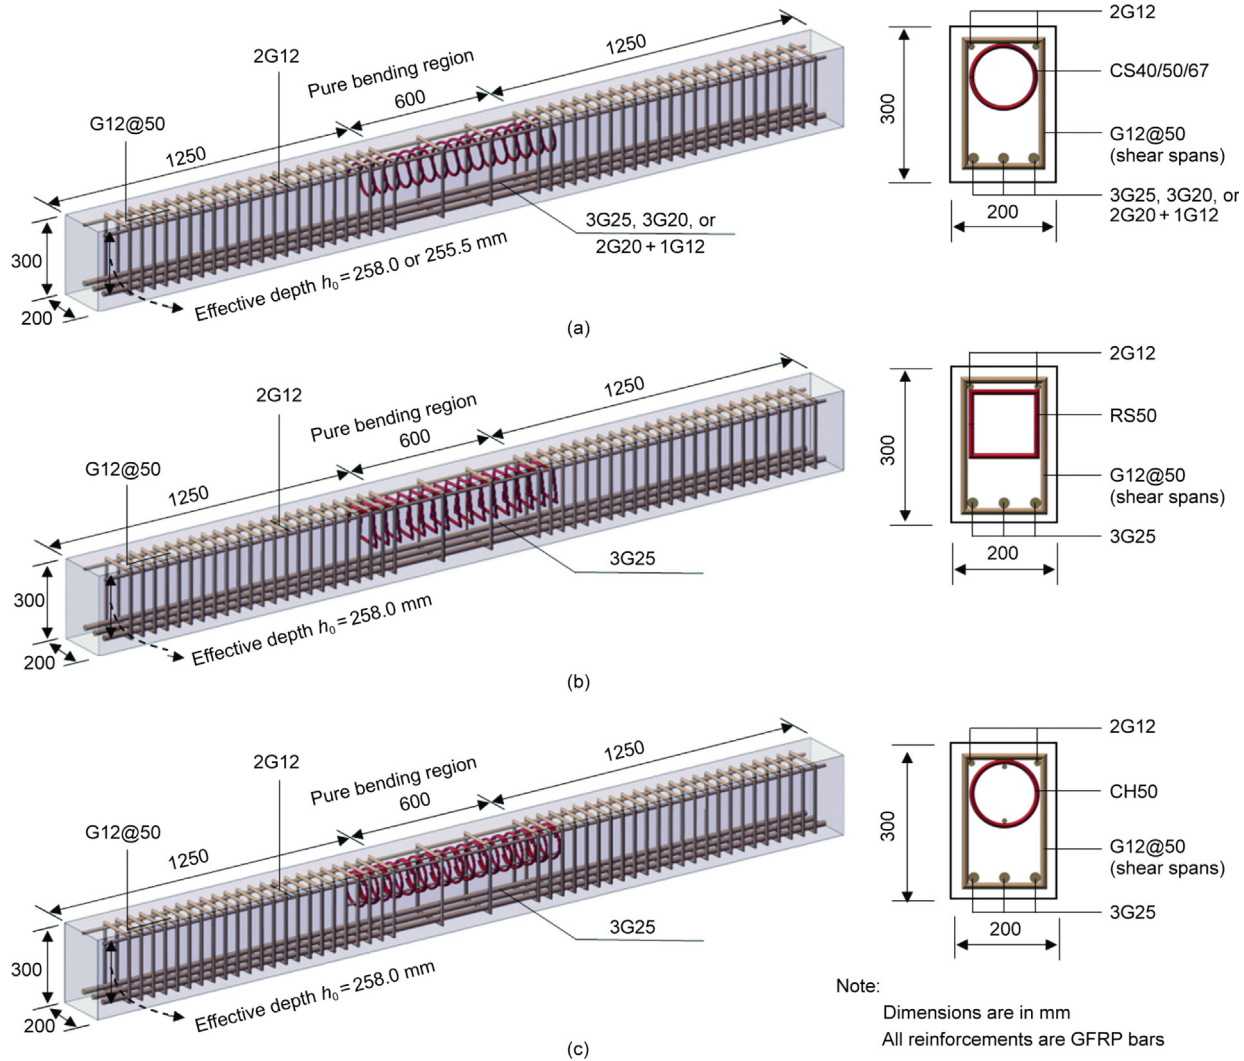 1250
2G12
Pure bending region
600
G12@50
1250
300
200
3G25, 3G20, or
2G20 + 1G12
Effective depth h0 = 258.0 or 255.5 mm
2G12
CS40/50/67
300
G12@50
(shear spans)
3G25, 3G20, or
2G20 + 1G12
200
(a)
1250
2G12
Pure bending region
600
G12@50
1250
300
200
3G25
Effective depth h0 = 258.0 mm
2G12
RS50
300
G12@50
(shear spans)
3G25
200
(b)
1250
2G12
Pure bending region
600
G12@50
1250
300
200
3G25
Effective depth h0 = 258.0 mm
2G12
CH50
300
G12@50
(shear spans)
3G25
200
(c)
Note:
Dimensions are in mm
All reinforcements are GFRP bars